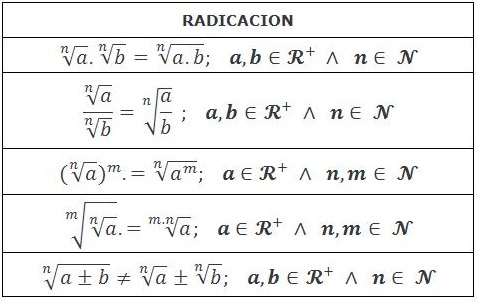 RADICACION
ⁿ√a. ⁿ√b = ⁿ√a.b; a,b ∈ ℛ⁺ ∧ n ∈ 𝒩
ⁿ√a / ⁿ√b = ⁿ√(a/b) ; a,b ∈ ℛ⁺ ∧ n ∈ 𝒩
(ⁿ√a)ᵐ. = ⁿ√aᵐ; a ∈ ℛ⁺ ∧ n,m ∈ 𝒩
ᵐ√(ⁿ√a). = ᵐ·ⁿ√a; a ∈ ℛ⁺ ∧ n,m ∈ 𝒩
ⁿ√(a ± b) ≠ ⁿ√a ± ⁿ√b; a,b ∈ ℛ⁺ ∧ n ∈ 𝒩